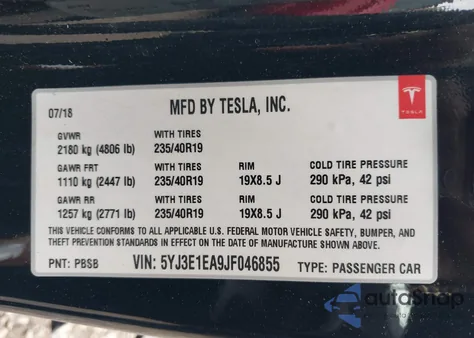 07/18 MFD BY TESLA, INC. TESLA
GVWR WITH TIRES
2180 kg (4806 lb) 235/40R19
GAWR FRT WITH TIRES RIM COLD TIRE PRESSURE
1110 kg (2447 lb) 235/40R19 19X8.5 J 290 kPa, 42 psi
GAWR RR WITH TIRES RIM COLD TIRE PRESSURE
1257 kg (2771 lb) 235/40R19 19X8.5 J 290 kPa, 42 psi
THIS VEHICLE CONFORMS TO ALL APPLICABLE U.S. FEDERAL MOTOR VEHICLE SAFETY, BUMPER, AND
THEFT PREVENTION STANDARDS IN EFFECT ON THE DATE OF MANUFACTURE SHOWN ABOVE.
PNT: PBSB VIN: 5YJ3E1EA9JF046855 TYPE: PASSENGER CAR
autoSnap